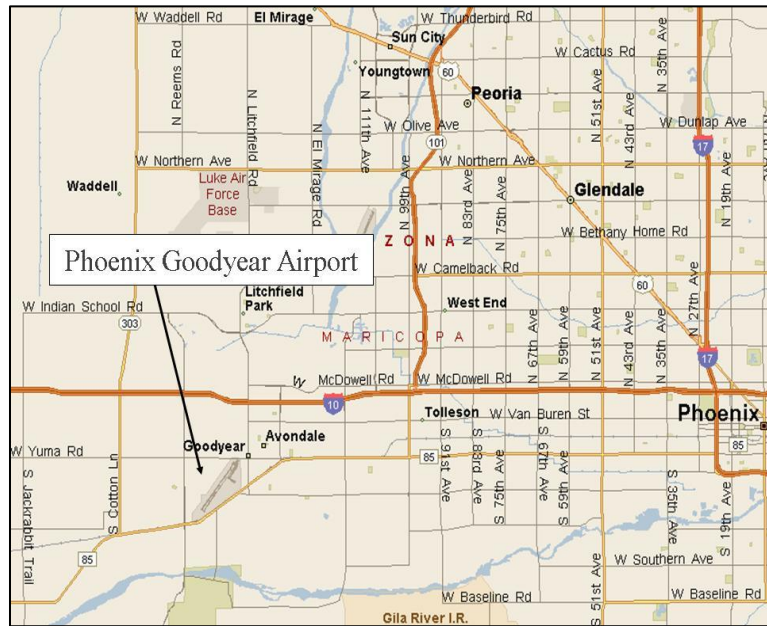 W Waddell Rd
El Mirage
W Thunderbird Rd
Sun City
W Cactus Rd
Youngtown
60
Peoria
N Reems Rd
N Litchfield Rd
N El Mirage Rd
N 111th Ave
N 51st Ave
N 43rd Ave
N 35th Ave
W Olive Ave
W Dunlap Ave
101
17
W Northern Ave
W Northern Ave
Waddell
Luke Air
Force
Base
N 99th Ave
N 83rd Ave
N 75th Ave
Glendale
N 19th Ave
ZONA
W Bethany Home Rd
Phoenix Goodyear Airport
W Camelback Rd
60
Litchfield
Park
W Indian School Rd
West End
303
N 27th Ave
MARICOPA
N 67th Ave
N 59th Ave
N 51st Ave
N 43rd Ave
N 35th Ave
17
W McDowell Rd
W McDowell Rd
10
Tolleson
W Van Buren St
Phoenix
Avondale
Goodyear
85
W Yuma Rd
85
S Jackrabbit Trail
S Cotton Ln
S 91st Ave
S 83rd Ave
S 75th Ave
S 67th Ave
S 59th Ave
S 35th Ave
S 19th Ave
85
W Southern Ave
S 51st Ave
W Baseline Rd
W Baseline Rd
Gila River I.R.